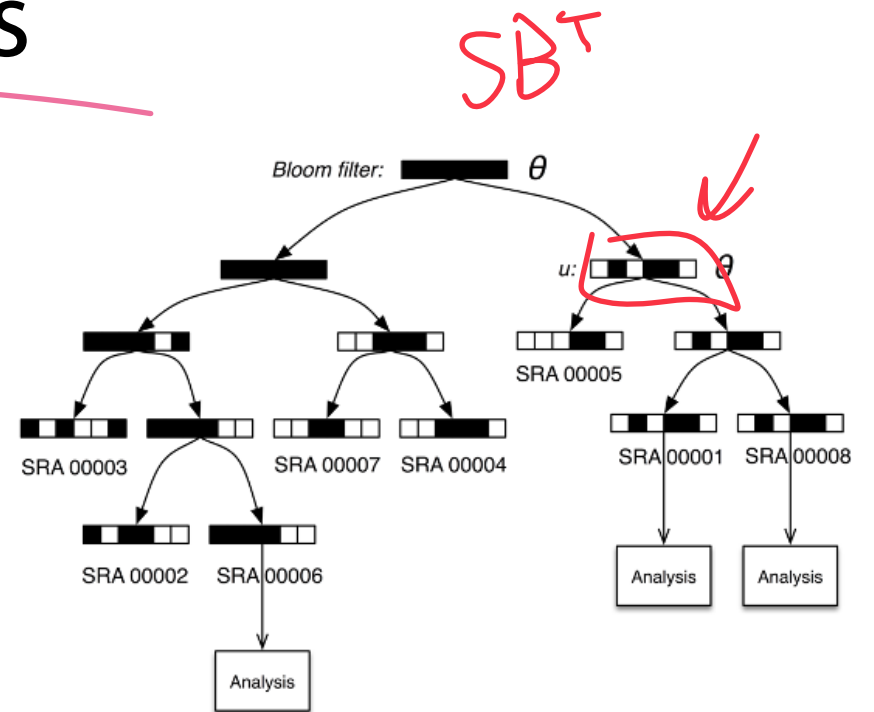 s
SBT
Bloom filter: θ
u: θ
SRA 00005
SRA 00003
SRA 00007
SRA 00004
SRA 00001
SRA 00008
SRA 00002
SRA 00006
Analysis
Analysis
Analysis